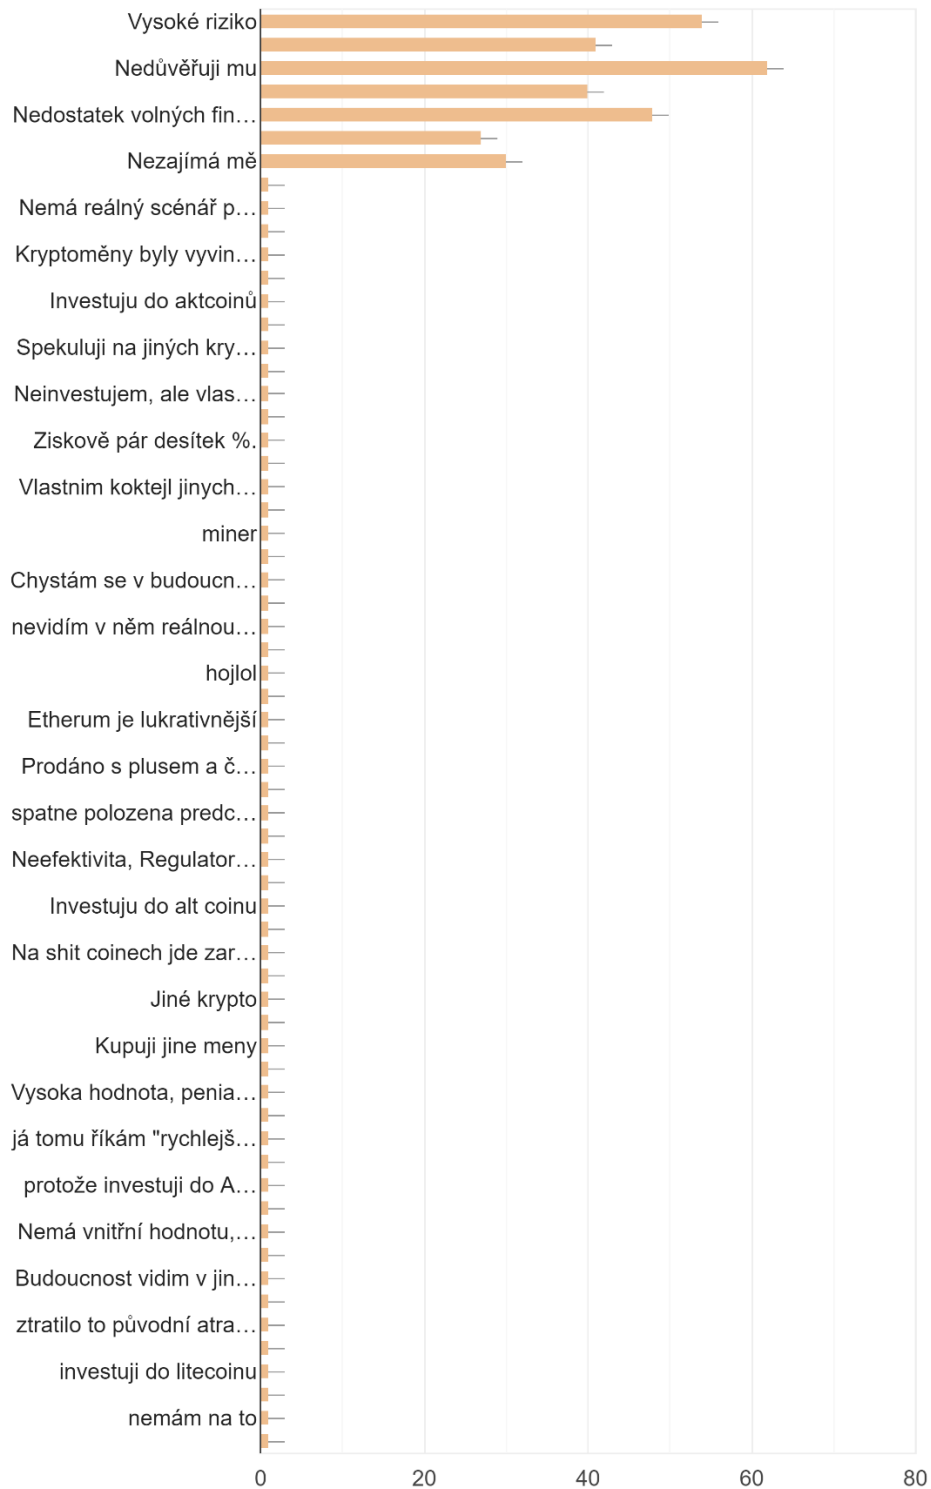 Vysoké riziko
Nedůvěřuji mu
Nedostatek volných fin…
Nezajímá mě
Nemá reálný scénář p…
Kryptoměny byly vyvin…
Investuju do aktcoinů
Spekuluji na jiných kry…
Neinvestujem, ale vlas…
Ziskově pár desítek %.
Vlastnim koktejl jinych…
miner
Chystám se v budoucn…
nevidím v něm reálnou…
hojlol
Etherum je lukrativnější
Prodáno s plusem a č…
spatne polozena predc…
Neefektivita, Regulator…
Investuju do alt coinu
Na shit coinech jde zar…
Jiné krypto
Kupuji jine meny
Vysoka hodnota, penia…
já tomu říkám "rychlejš…
protože investuji do A…
Nemá vnitřní hodnotu,…
Budoucnost vidim v jin…
ztratilo to původní atra…
investuji do litecoinu
nemám na to
0 20 40 60 80